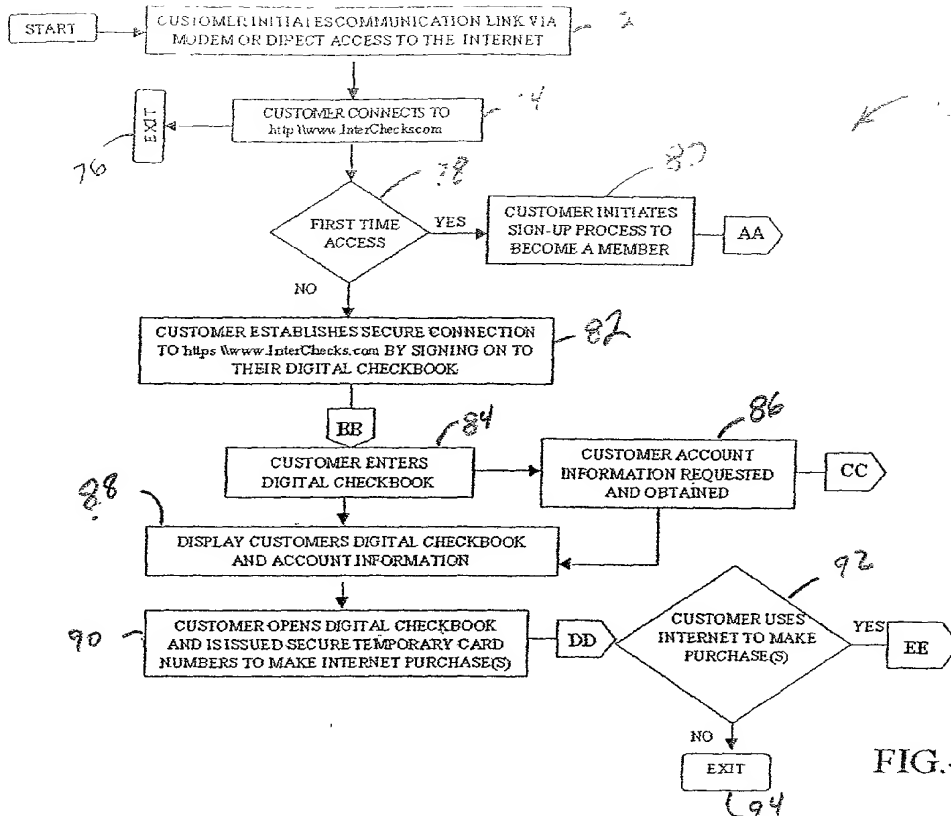 START
CUSTOMER INITIATES COMMUNICATION LINK VIA
MODEM OR DIRECT ACCESS TO THE INTERNET
2
EXIT
76
CUSTOMER CONNECTS TO
http\\www.InterChecks.com
4
FIRST TIME
ACCESS
78
YES
CUSTOMER INITIATES
SIGN-UP PROCESS TO
BECOME A MEMBER
80
AA
NO
CUSTOMER ESTABLISHES SECURE CONNECTION
TO https\\www.InterChecks.com BY SIGNING ON TO
THEIR DIGITAL CHECKBOOK
82
BB
84
CUSTOMER ENTERS
DIGITAL CHECKBOOK
86
CUSTOMER ACCOUNT
INFORMATION REQUESTED
AND OBTAINED
CC
88
DISPLAY CUSTOMERS DIGITAL CHECKBOOK
AND ACCOUNT INFORMATION
90
CUSTOMER OPENS DIGITAL CHECKBOOK
AND IS ISSUED SECURE TEMPORARY CARD
NUMBERS TO MAKE INTERNET PURCHASE(S)
DD
92
CUSTOMER USES
INTERNET TO MAKE
PURCHASE(S)
YES
EE
NO
EXIT
94
FIG.